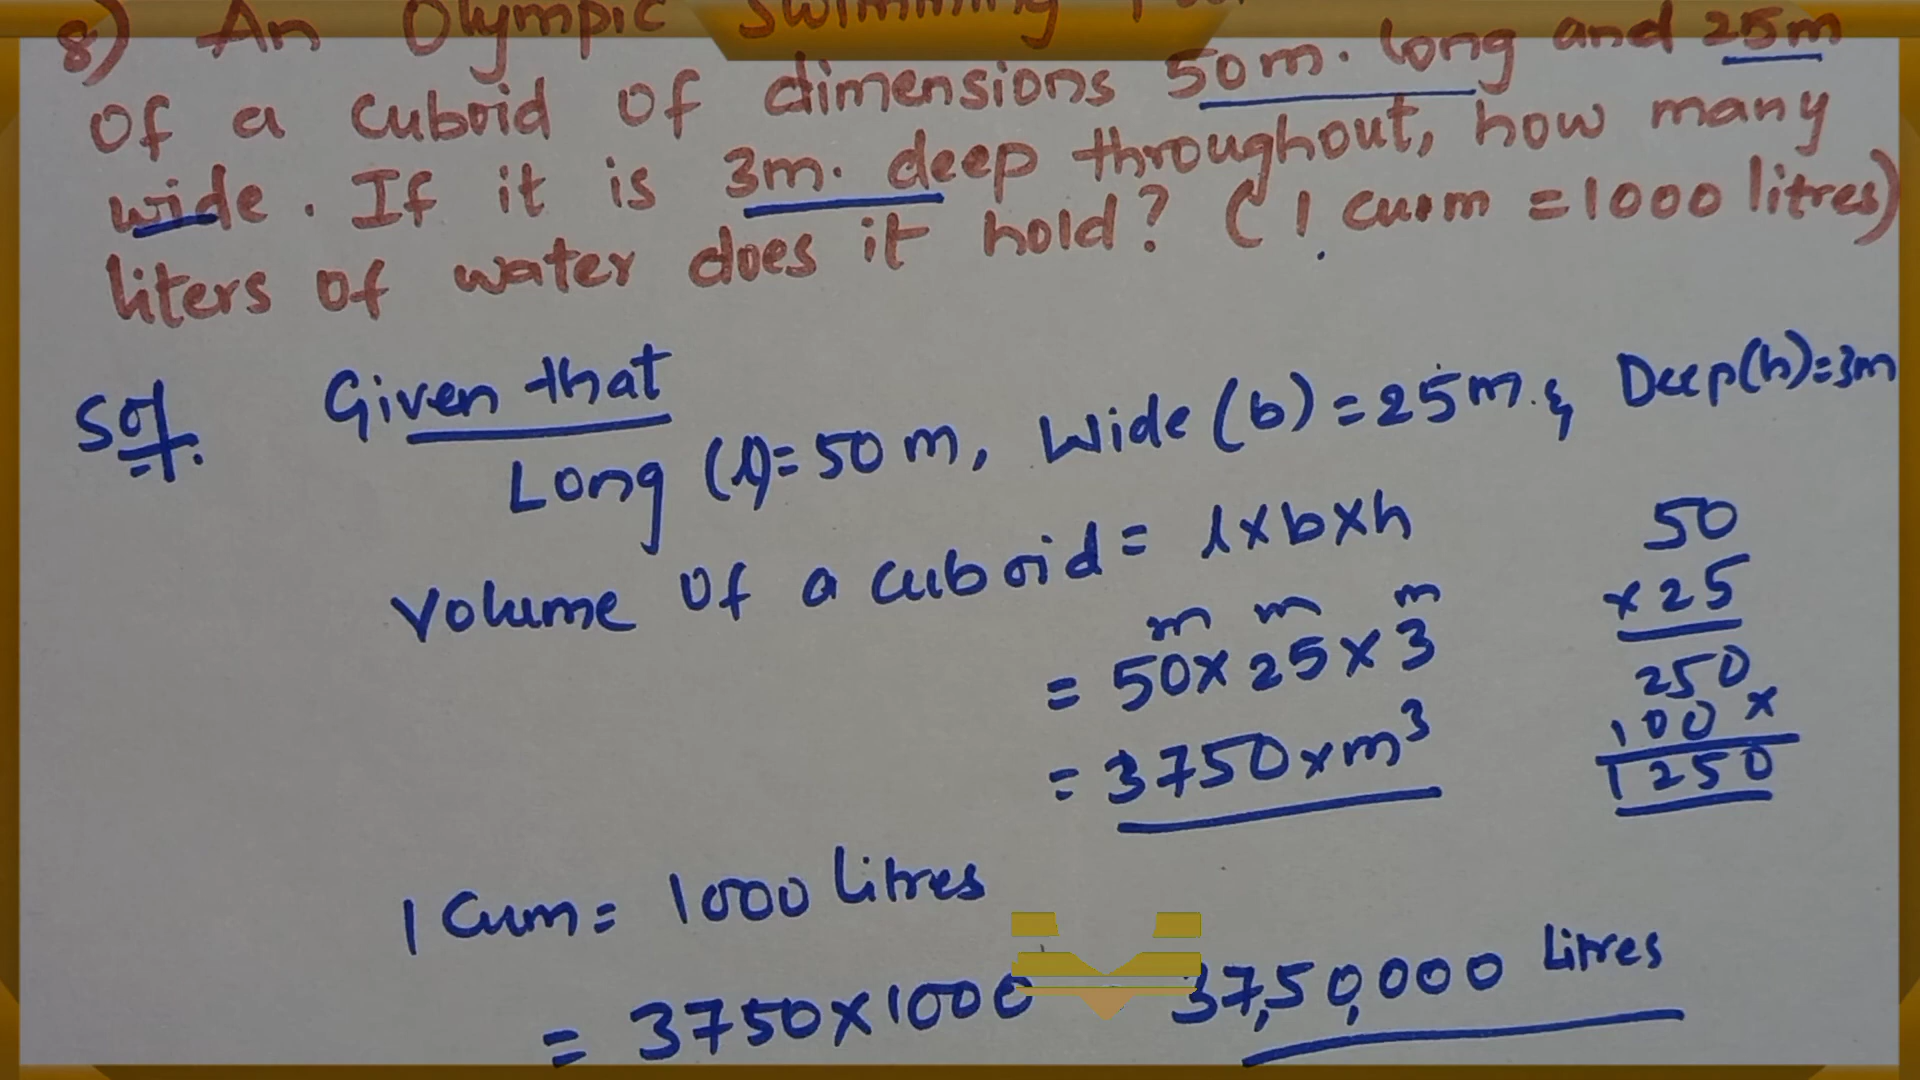 8) An Olympic Swimming
of a cuboid of dimensions 50m. long and 25m
wide. If it is 3m. deep throughout, how many
liters of water does it hold? (1 cu.m = 1000 litres)
Sol. Given that
Long (l)=50 m, Wide (b)=25m. & Deep(h)=3m
Volume of a cuboid = l×b×h
m m m
= 50×25×3
= 3750×m³
50
×25
250
100×
1250
1 Cum = 1000 Litres
= 3750×1000 37,50,000 Litres